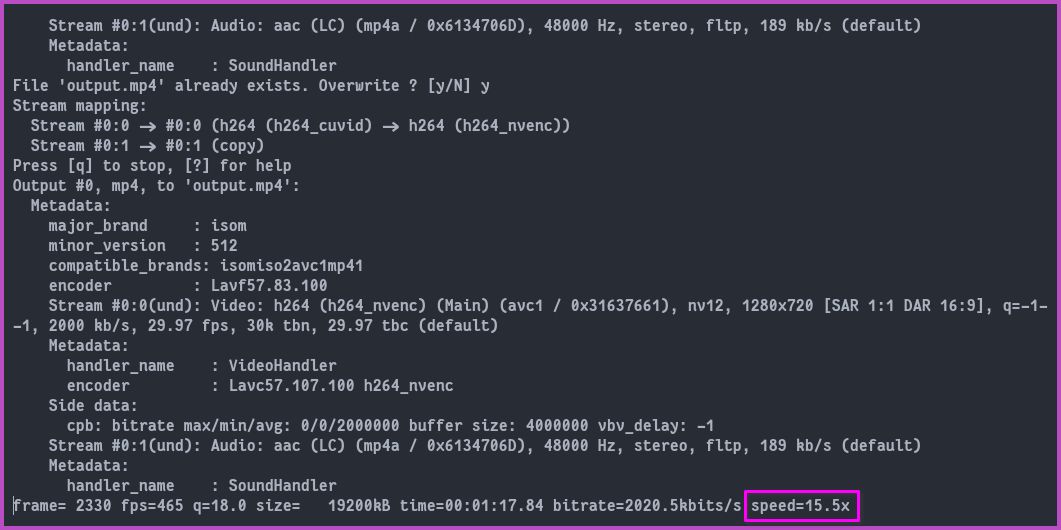 Stream #0:1(und): Audio: aac (LC) (mp4a / 0x6134706D), 48000 Hz, stereo, fltp, 189 kb/s (default)
Metadata:
handler_name    : SoundHandler
File 'output.mp4' already exists. Overwrite ? [y/N] y
Stream mapping:
Stream #0:0 -> #0:0 (h264 (h264_cuvid) -> h264 (h264_nvenc))
Stream #0:1 -> #0:1 (copy)
Press [q] to stop, [?] for help
Output #0, mp4, to 'output.mp4':
Metadata:
major_brand     : isom
minor_version   : 512
compatible_brands: isomiso2avc1mp41
encoder         : Lavf57.83.100
Stream #0:0(und): Video: h264 (h264_nvenc) (Main) (avc1 / 0x31637661), nv12, 1280x720 [SAR 1:1 DAR 16:9], q=-1-
-1, 2000 kb/s, 29.97 fps, 30k tbn, 29.97 tbc (default)
Metadata:
handler_name    : VideoHandler
encoder         : Lavc57.107.100 h264_nvenc
Side data:
cpb: bitrate max/min/avg: 0/0/2000000 buffer size: 4000000 vbv_delay: -1
Stream #0:1(und): Audio: aac (LC) (mp4a / 0x6134706D), 48000 Hz, stereo, fltp, 189 kb/s (default)
Metadata:
handler_name    : SoundHandler
frame= 2330 fps=465 q=18.0 size=   19200kB time=00:01:17.84 bitrate=2020.5kbits/s speed=15.5x